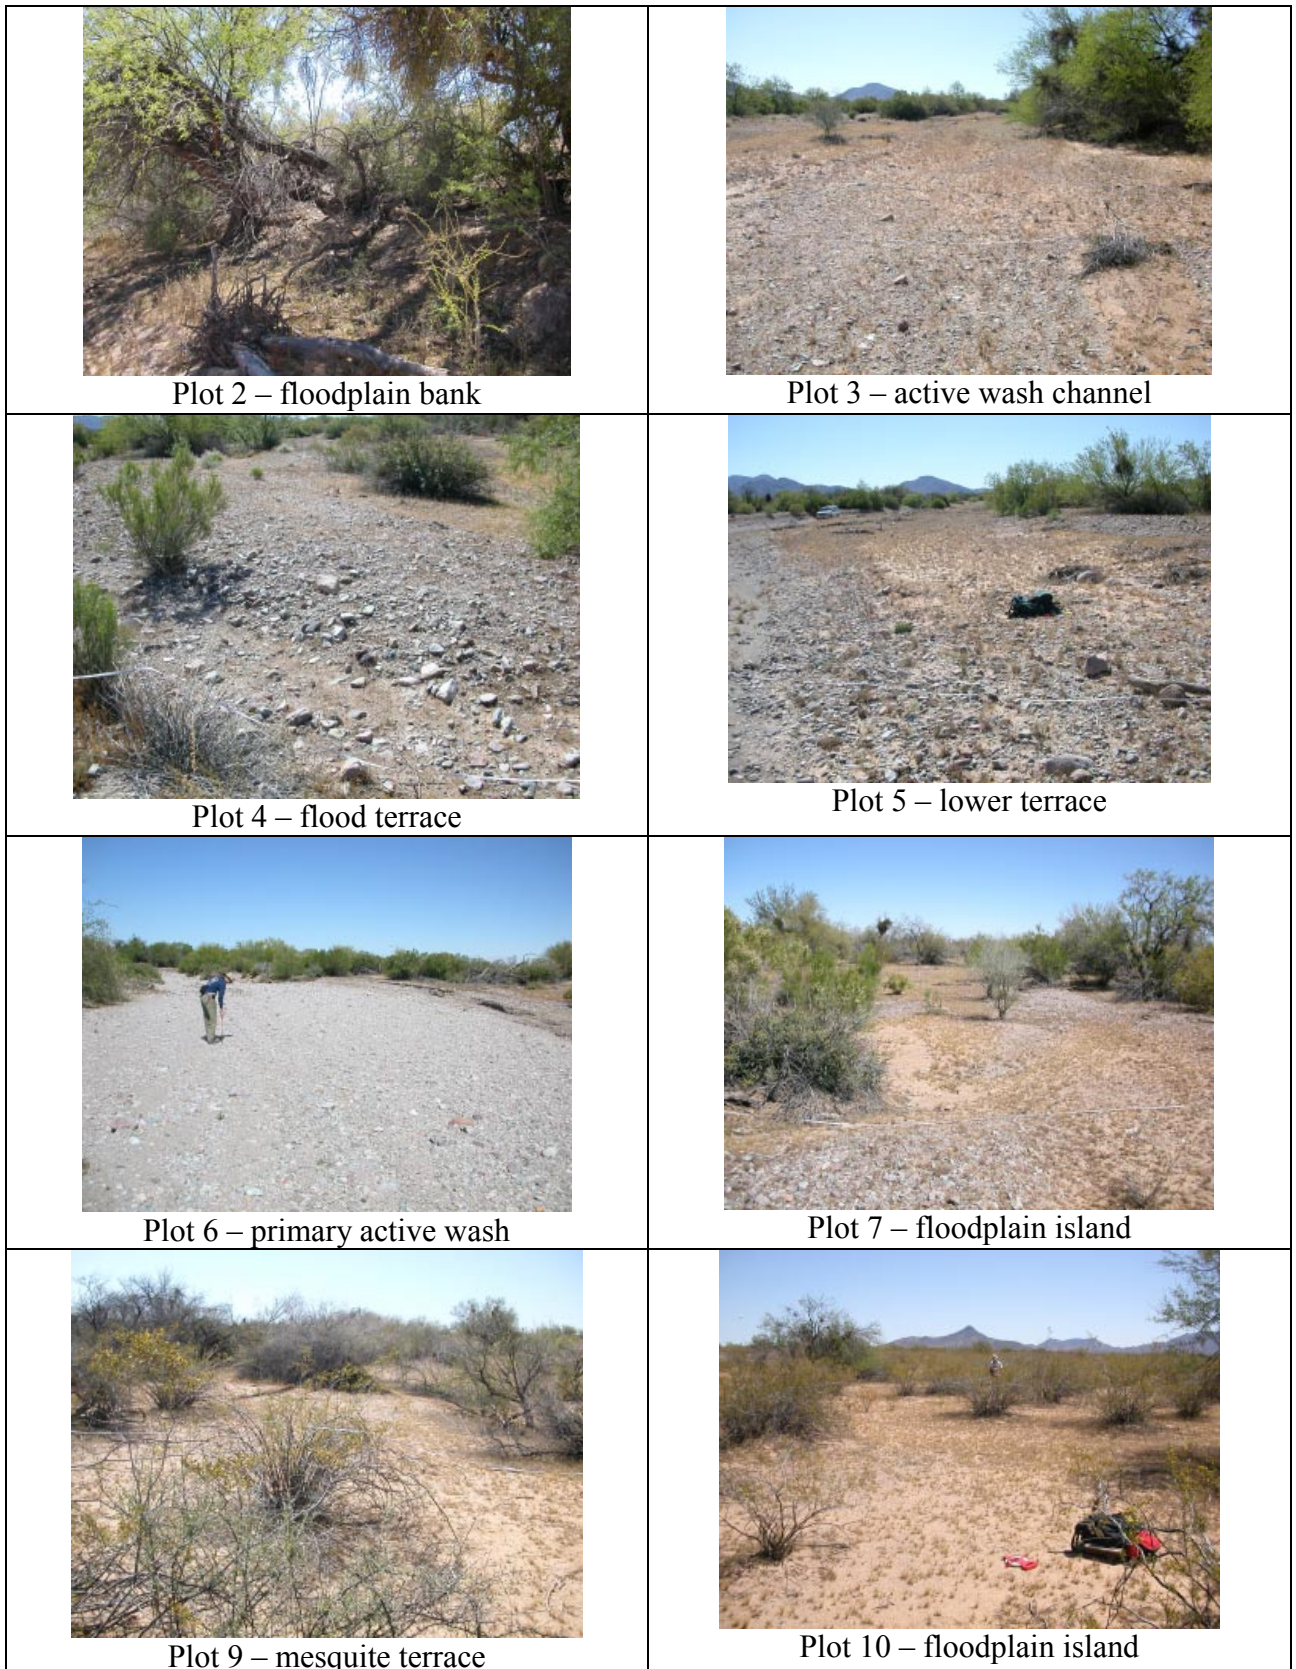 Plot 2 – floodplain bank
Plot 3 – active wash channel
Plot 4 – flood terrace
Plot 5 – lower terrace
Plot 6 – primary active wash
Plot 7 – floodplain island
Plot 9 – mesquite terrace
Plot 10 – floodplain island